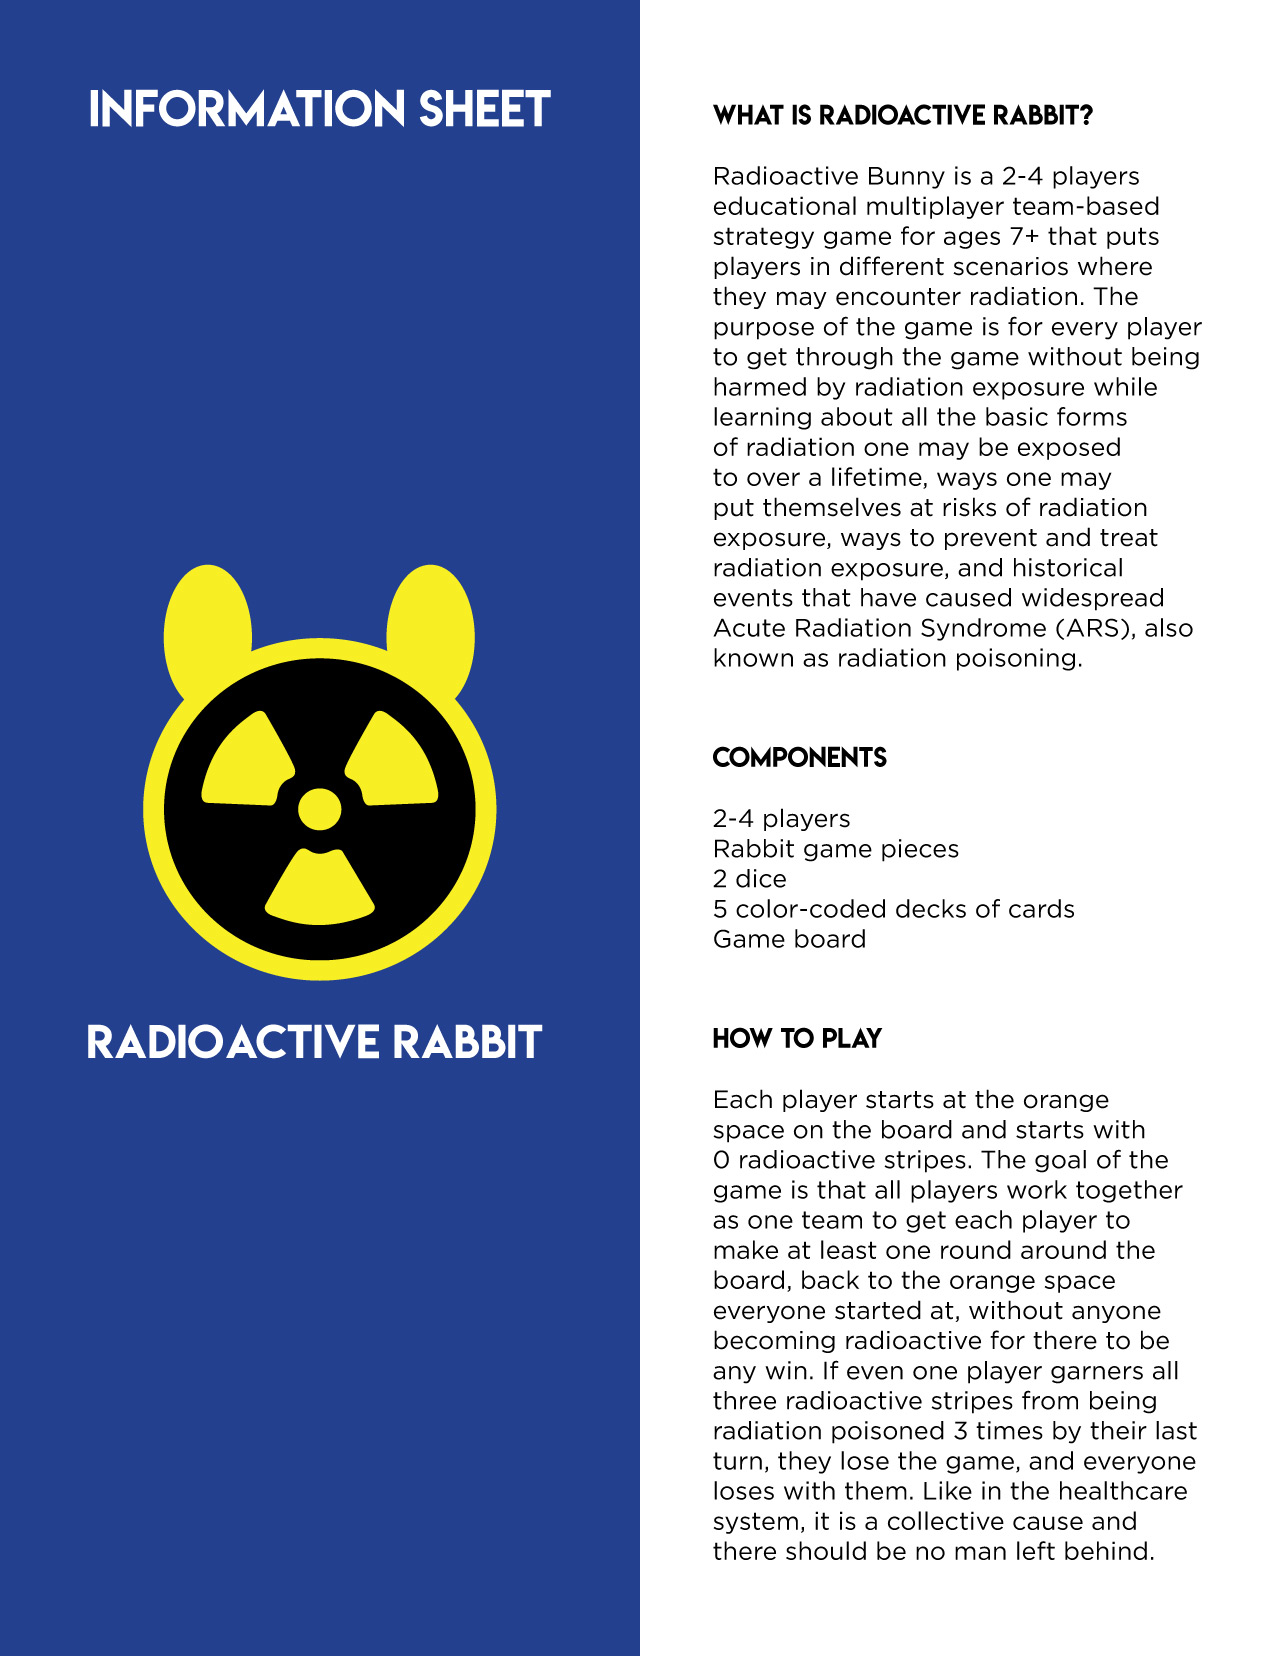 INFORMATION SHEET
RADIOACTIVE RABBIT
WHAT IS RADIOACTIVE RABBIT?
Radioactive Bunny is a 2-4 players
educational multiplayer team-based
strategy game for ages 7+ that puts
players in different scenarios where
they may encounter radiation. The
purpose of the game is for every player
to get through the game without being
harmed by radiation exposure while
learning about all the basic forms
of radiation one may be exposed
to over a lifetime, ways one may
put themselves at risks of radiation
exposure, ways to prevent and treat
radiation exposure, and historical
events that have caused widespread
Acute Radiation Syndrome (ARS), also
known as radiation poisoning.
COMPONENTS
2-4 players
Rabbit game pieces
2 dice
5 color-coded decks of cards
Game board
HOW TO PLAY
Each player starts at the orange
space on the board and starts with
0 radioactive stripes. The goal of the
game is that all players work together
as one team to get each player to
make at least one round around the
board, back to the orange space
everyone started at, without anyone
becoming radioactive for there to be
any win. If even one player garners all
three radioactive stripes from being
radiation poisoned 3 times by their last
turn, they lose the game, and everyone
loses with them. Like in the healthcare
system, it is a collective cause and
there should be no man left behind.